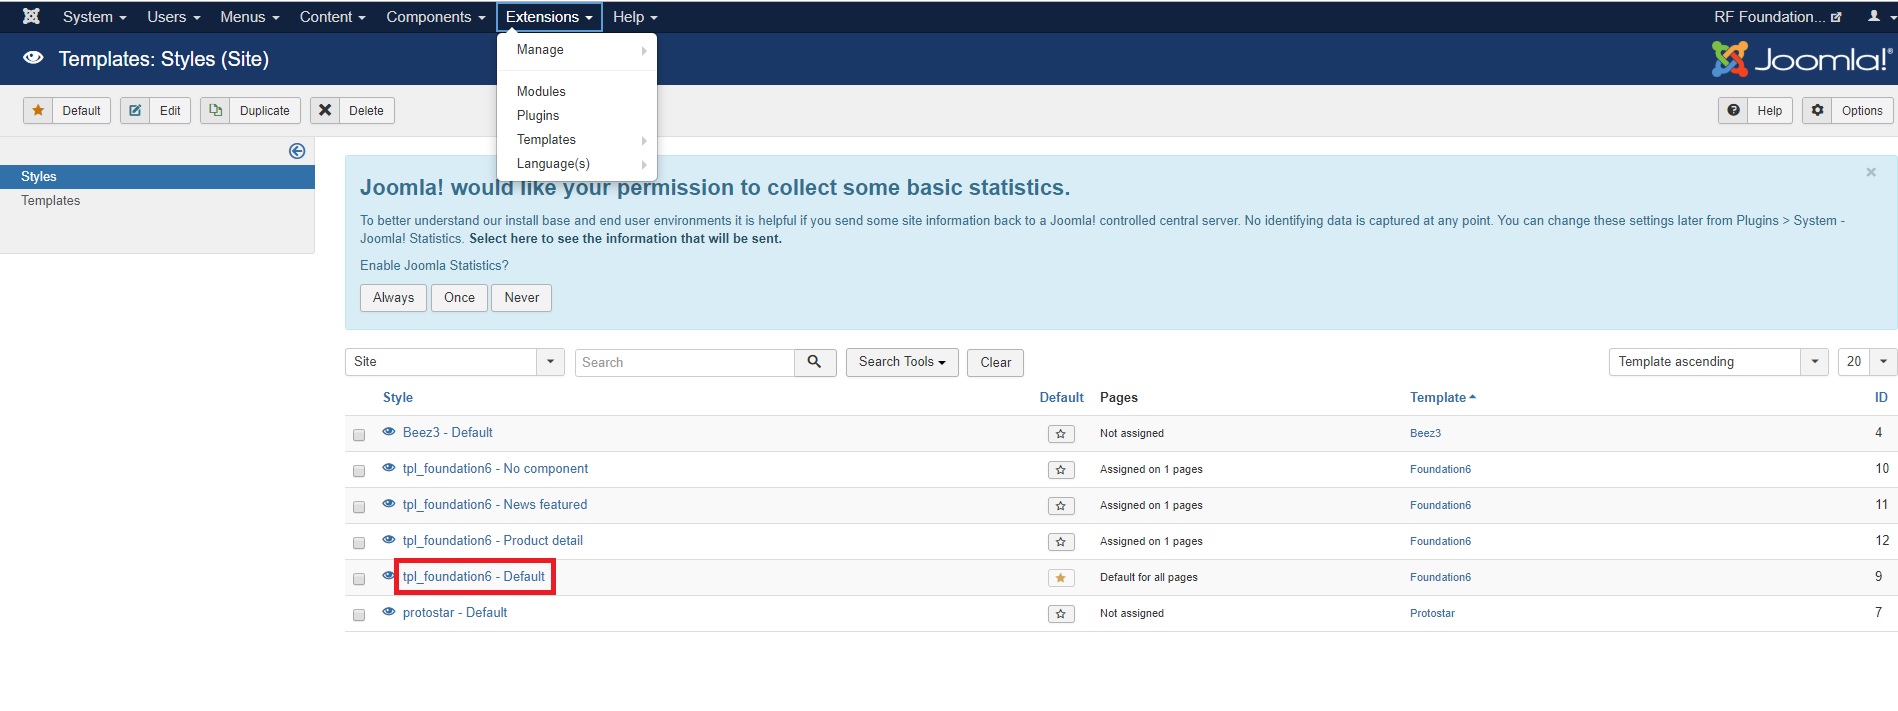 System Users Menus Content Components Extensions Help RF Foundation...
Templates: Styles (Site) Joomla!®
Manage
Modules
Plugins
Templates
Language(s)
Default Edit Duplicate Delete Help Options
Styles
Templates
Joomla! would like your permission to collect some basic statistics.
To better understand our install base and end user environments it is helpful if you send some site information back to a Joomla! controlled central server. No identifying data is captured at any point. You can change these settings later from Plugins > System -
Joomla! Statistics. Select here to see the information that will be sent.
Enable Joomla Statistics?
Always Once Never
Site Search Search Tools Clear Template ascending 20
Style Default Pages Template ID
Beez3 - Default Not assigned Beez3 4
tpl_foundation6 - No component Assigned on 1 pages Foundation6 10
tpl_foundation6 - News featured Assigned on 1 pages Foundation6 11
tpl_foundation6 - Product detail Assigned on 1 pages Foundation6 12
tpl_foundation6 - Default Default for all pages Foundation6 9
protostar - Default Not assigned Protostar 7